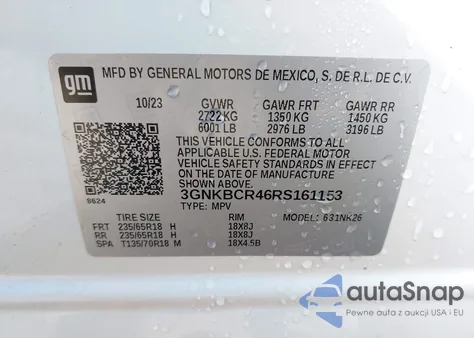 gm
MFD BY GENERAL MOTORS DE MEXICO, S. DE R.L. DE C.V.
10/23 GVWR GAWR FRT GAWR RR
2722 KG 1350 KG 1450 KG
6001 LB 2976 LB 3196 LB
THIS VEHICLE CONFORMS TO ALL
APPLICABLE U.S. FEDERAL MOTOR
VEHICLE SAFETY STANDARDS IN EFFECT
ON THE DATE OF MANUFACTURE
SHOWN ABOVE.
3GNKBCR46RS161153
8624
TYPE: MPV MODEL: 631NK26
TIRE SIZE RIM
FRT 235/65R18 H 18X8J
RR 235/65R18 H 18X8J
SPA T135/70R18 M 18X4.5B
autoSnap
Pewne auta z USA i EU